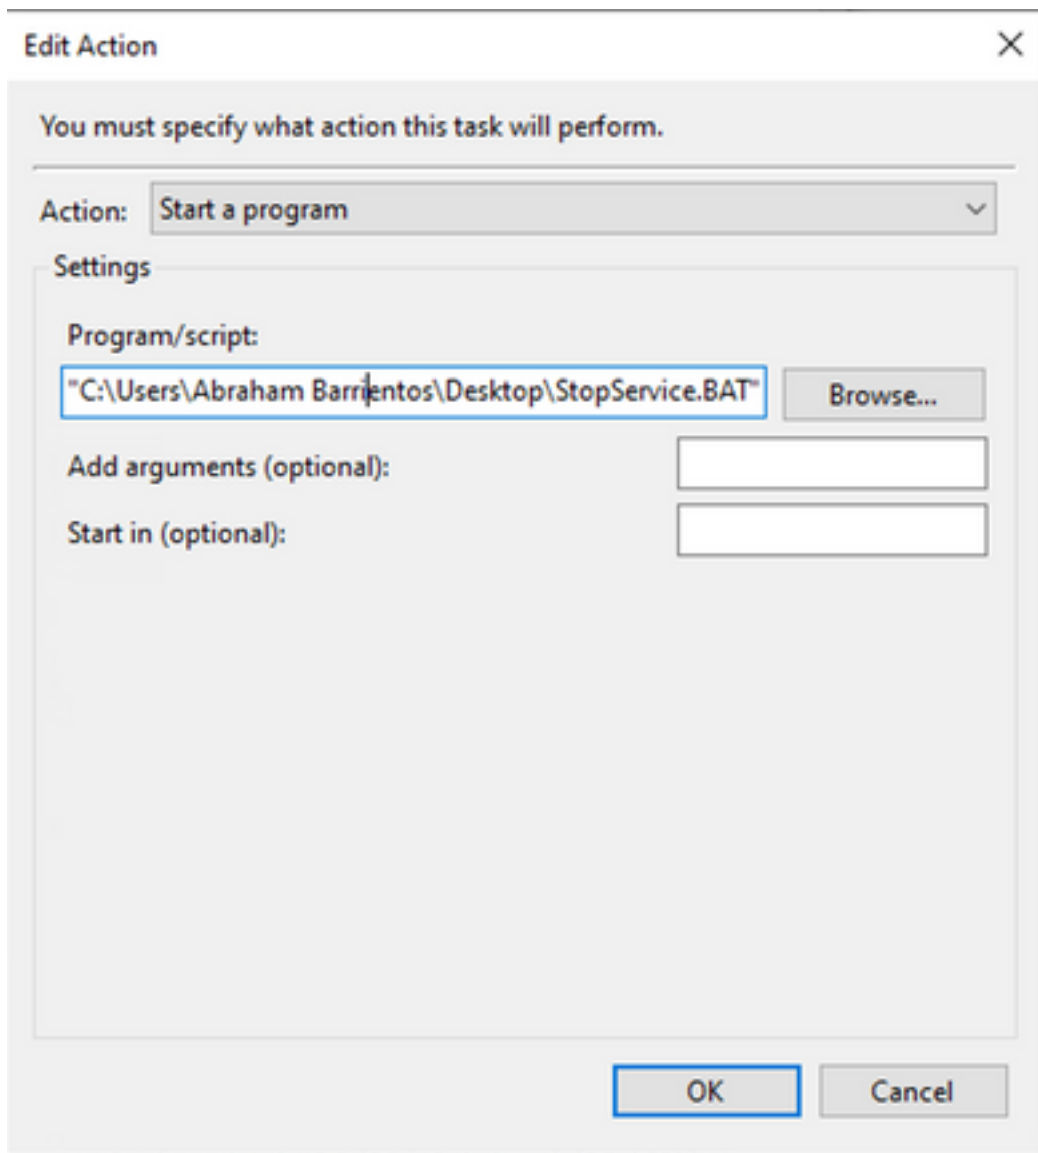 Edit Action
You must specify what action this task will perform.
Action: Start a program
Settings
Program/script:
"C:\Users\Abraham Barrientos\Desktop\StopService.BAT" Browse...
Add arguments (optional):
Start in (optional):
OK Cancel